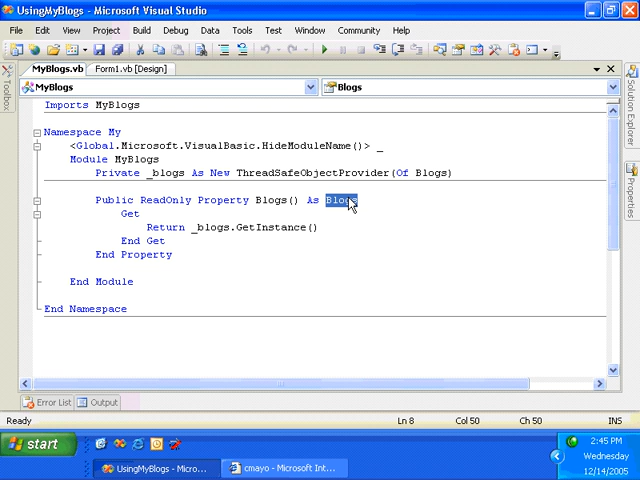 UsingMyBlogs - Microsoft Visual Studio
File Edit View Project Build Debug Data Tools Test Window Community Help
MyBlogs.vb Form1.vb [Design]
MyBlogs Blogs
Imports MyBlogs
Namespace My
<Global.Microsoft.VisualBasic.HideModuleName()> _
Module MyBlogs
Private _blogs As New ThreadSafeObjectProvider(Of Blogs)
Public ReadOnly Property Blogs() As Blogs
Get
Return _blogs.GetInstance()
End Get
End Property
End Module
End Namespace
Toolbox
Solution Explorer
Properties
Error List Output
Ready Ln 8 Col 50 Ch 50 INS
start
UsingMyBlogs - Micro... cmayo - Microsoft Int...
2:45 PM
Wednesday
12/14/2005